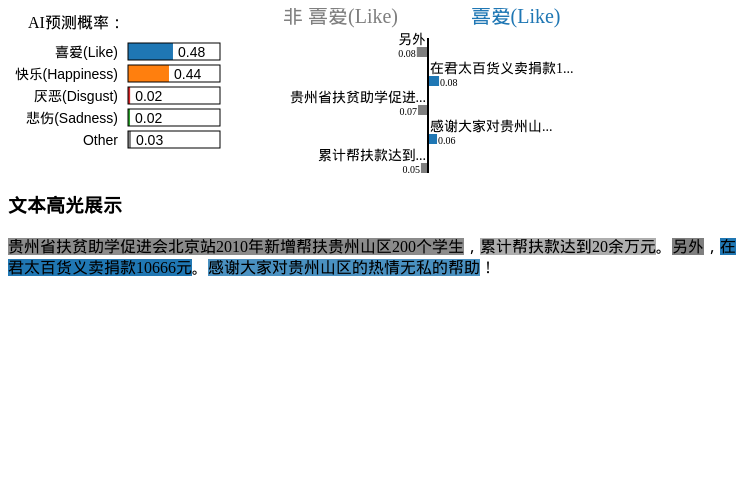 AI预测概率：
喜爱(Like) 0.48
快乐(Happiness) 0.44
厌恶(Disgust) 0.02
悲伤(Sadness) 0.02
Other 0.03
非 喜爱(Like) 喜爱(Like)
另外
0.08
在君太百货义卖捐款1...
0.08
贵州省扶贫助学促进...
0.07
感谢大家对贵州山...
0.06
累计帮扶款达到...
0.05
文本高光展示
贵州省扶贫助学促进会北京站2010年新增帮扶贵州山区200个学生，累计帮扶款达到20余万元。另外，在
君太百货义卖捐款10666元。感谢大家对贵州山区的热情无私的帮助！